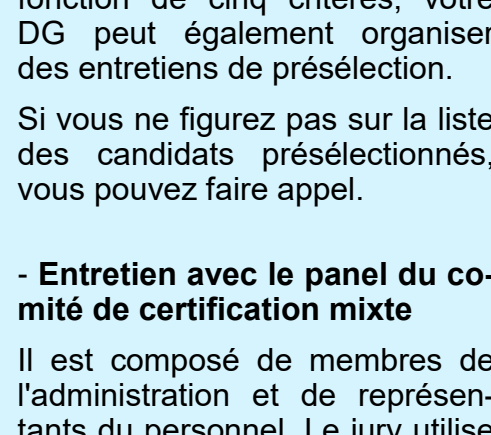 fonction de cinq critères, votre
DG peut également organiser
des entretiens de présélection.
Si vous ne figurez pas sur la liste
des candidats présélectionnés,
vous pouvez faire appel.
- Entretien avec le panel du co-
mité de certification mixte
Il est composé de membres de
l'administration et de représen-
tants du personnel. Le jury utilise